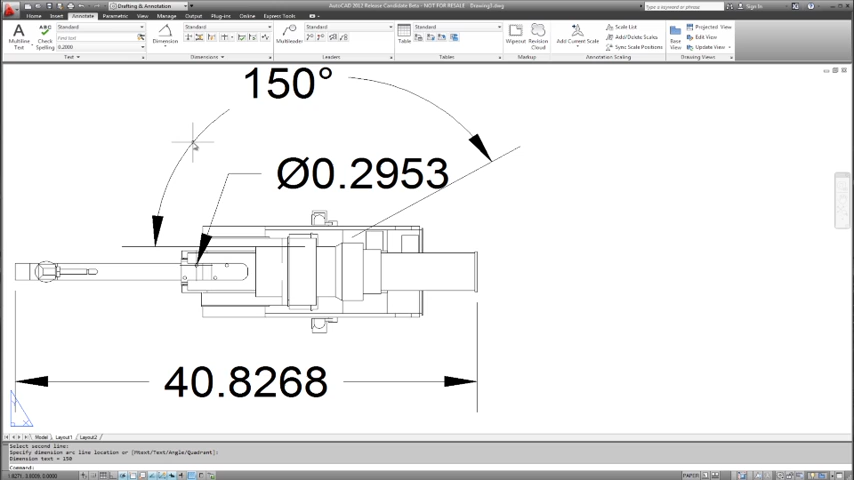 Drafting & Annotation
AutoCAD 2012 Release Candidate Beta - NOT FOR RESALE Drawing3.dwg
Type a keyword or phrase
Sign In
Home Insert Annotate Parametric View Manage Output Plug-ins Online Express Tools
Multiline Text
Check Spelling
Standard
Find text
0.2000
Text
Dimension
Standard
Dimensions
Multileader
Standard
Leaders
Table
Standard
Tables
Wipeout
Revision Cloud
Markup
Add Current Scale
Scale List
Add/Delete Scales
Sync Scale Positions
Annotation Scaling
Base View
Projected View
Edit View
Update View
Drawing Views
150°
Ø0.2953
40.8268
Model Layout1 Layout2
Select second line:
Specify dimension arc line location or [Mtext/Text/Angle/Quadrant]:
Dimension text = 150
Command:
PAPER